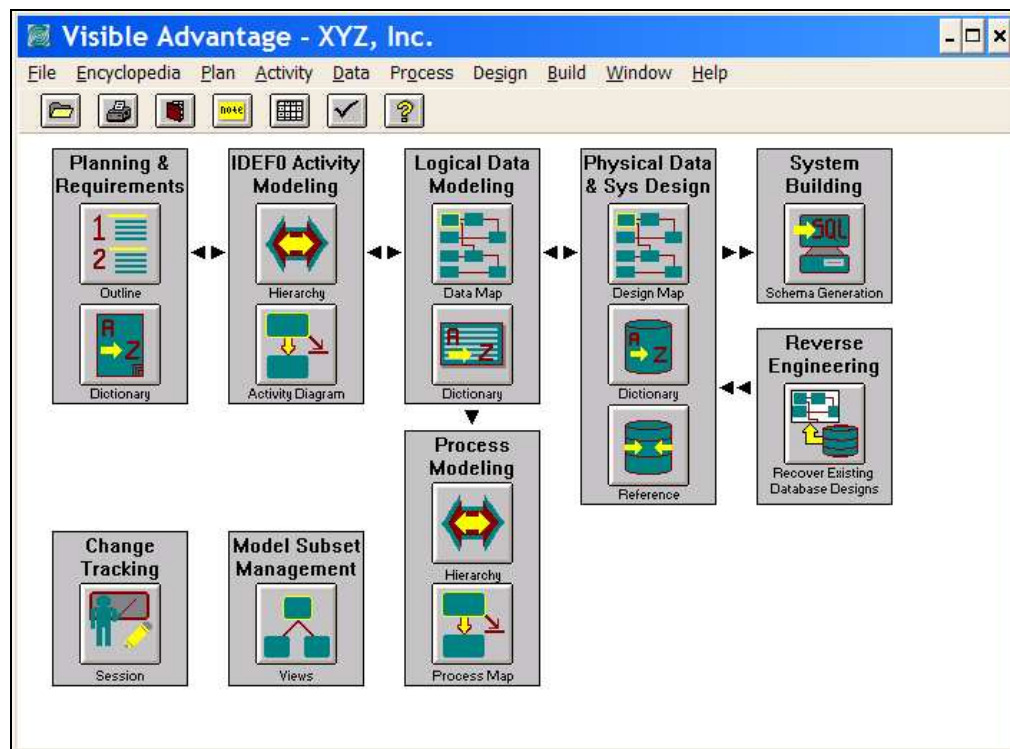 Visible Advantage - XYZ, Inc.
File Encyclopedia Plan Activity Data Process Design Build Window Help
note
Planning &
Requirements
1
2
Outline
A
Z
Dictionary
IDEF0 Activity
Modeling
Hierarchy
Activity Diagram
Logical Data
Modeling
Data Map
A
Z
Dictionary
Physical Data
& Sys Design
Design Map
A
Z
Dictionary
Reference
System
Building
SQL
Schema Generation
Reverse
Engineering
Recover Existing
Database Designs
Process
Modeling
Hierarchy
Process Map
Change
Tracking
Session
Model Subset
Management
Views